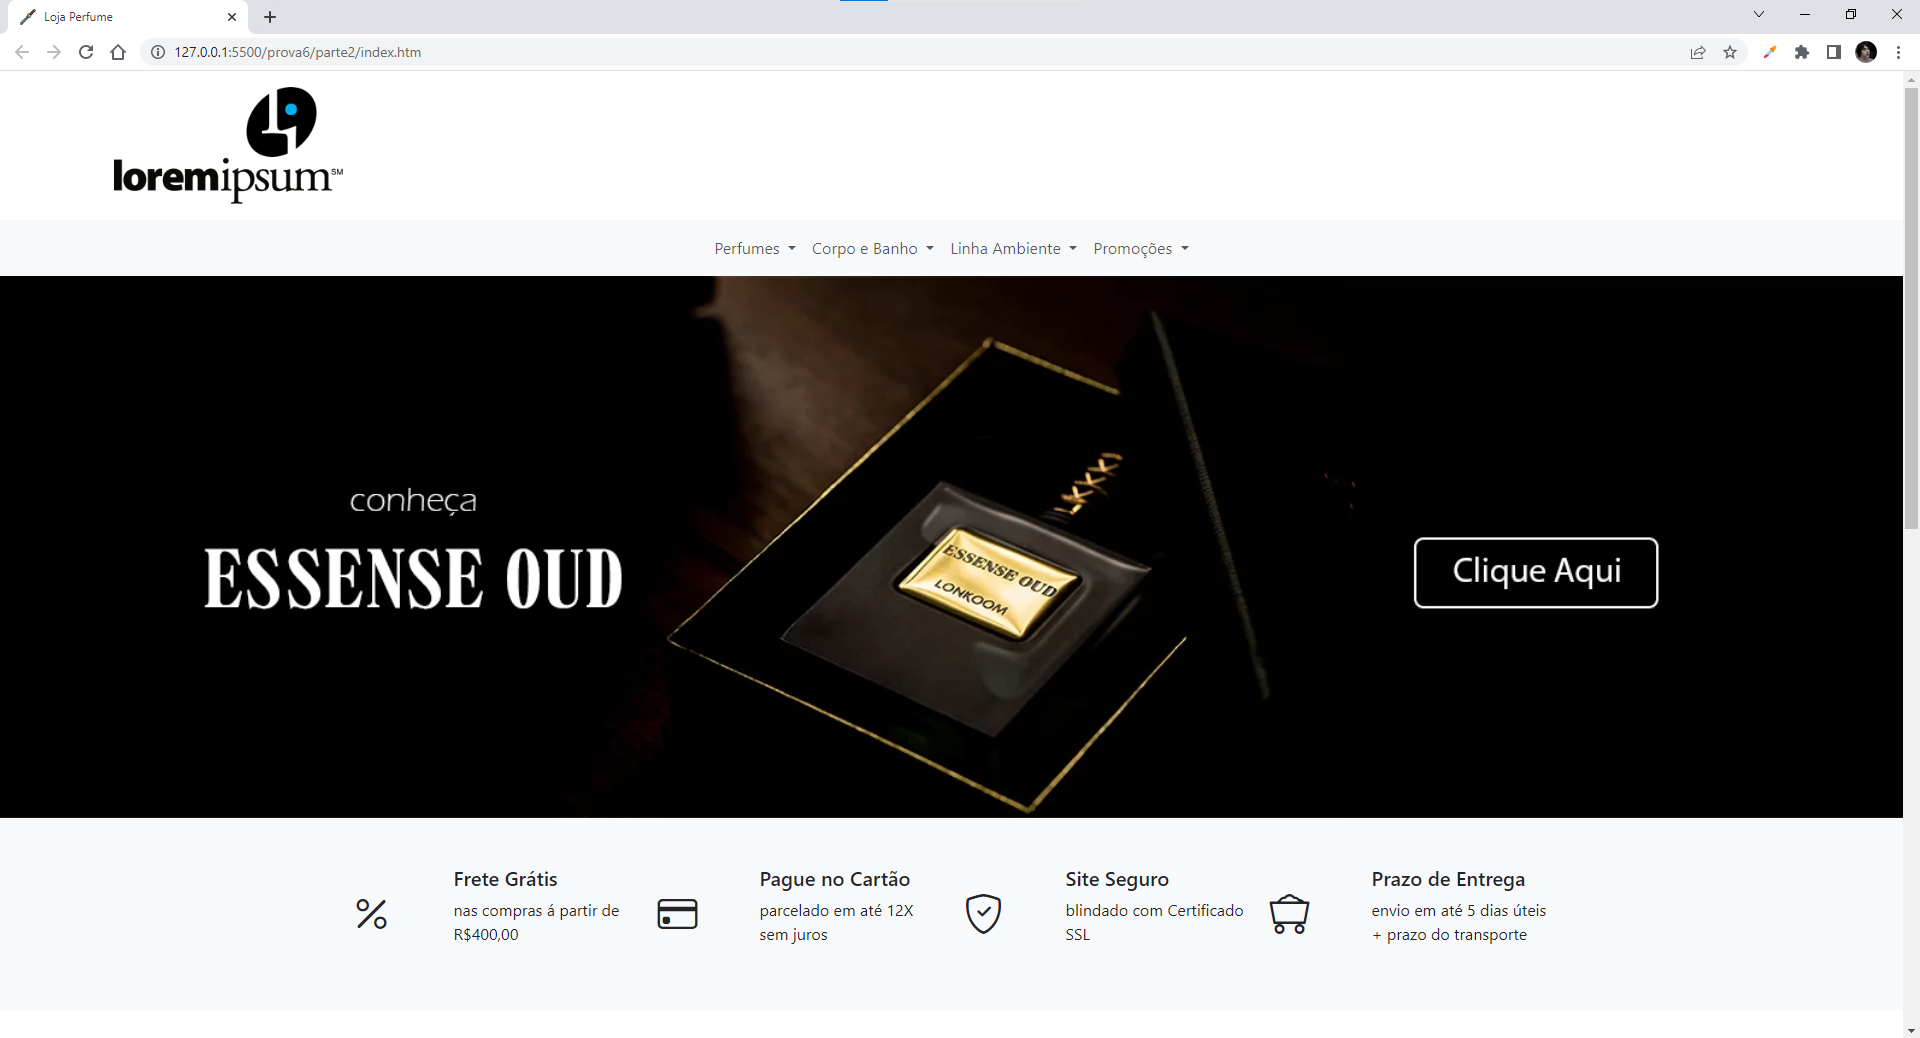 Loja Perfume
127.0.0.1:5500/prova6/parte2/index.htm
loremipsum℠
Perfumes Corpo e Banho Linha Ambiente Promoções
conheça
ESSENSE OUD
ESSENSE OUD
LONKOOM
Clique Aqui
Frete Grátis
nas compras á partir de
R$400,00
Pague no Cartão
parcelado em até 12X
sem juros
Site Seguro
blindado com Certificado
SSL
Prazo de Entrega
envio em até 5 dias úteis
+ prazo do transporte